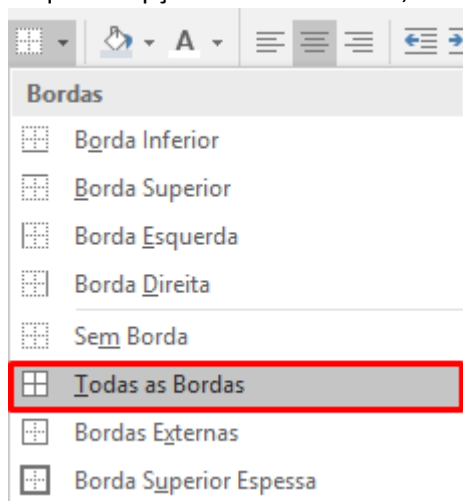 A
Bordas
Borda Inferior
Borda Superior
Borda Esquerda
Borda Direita
Sem Borda
Todas as Bordas
Bordas Externas
Borda Superior Espessa